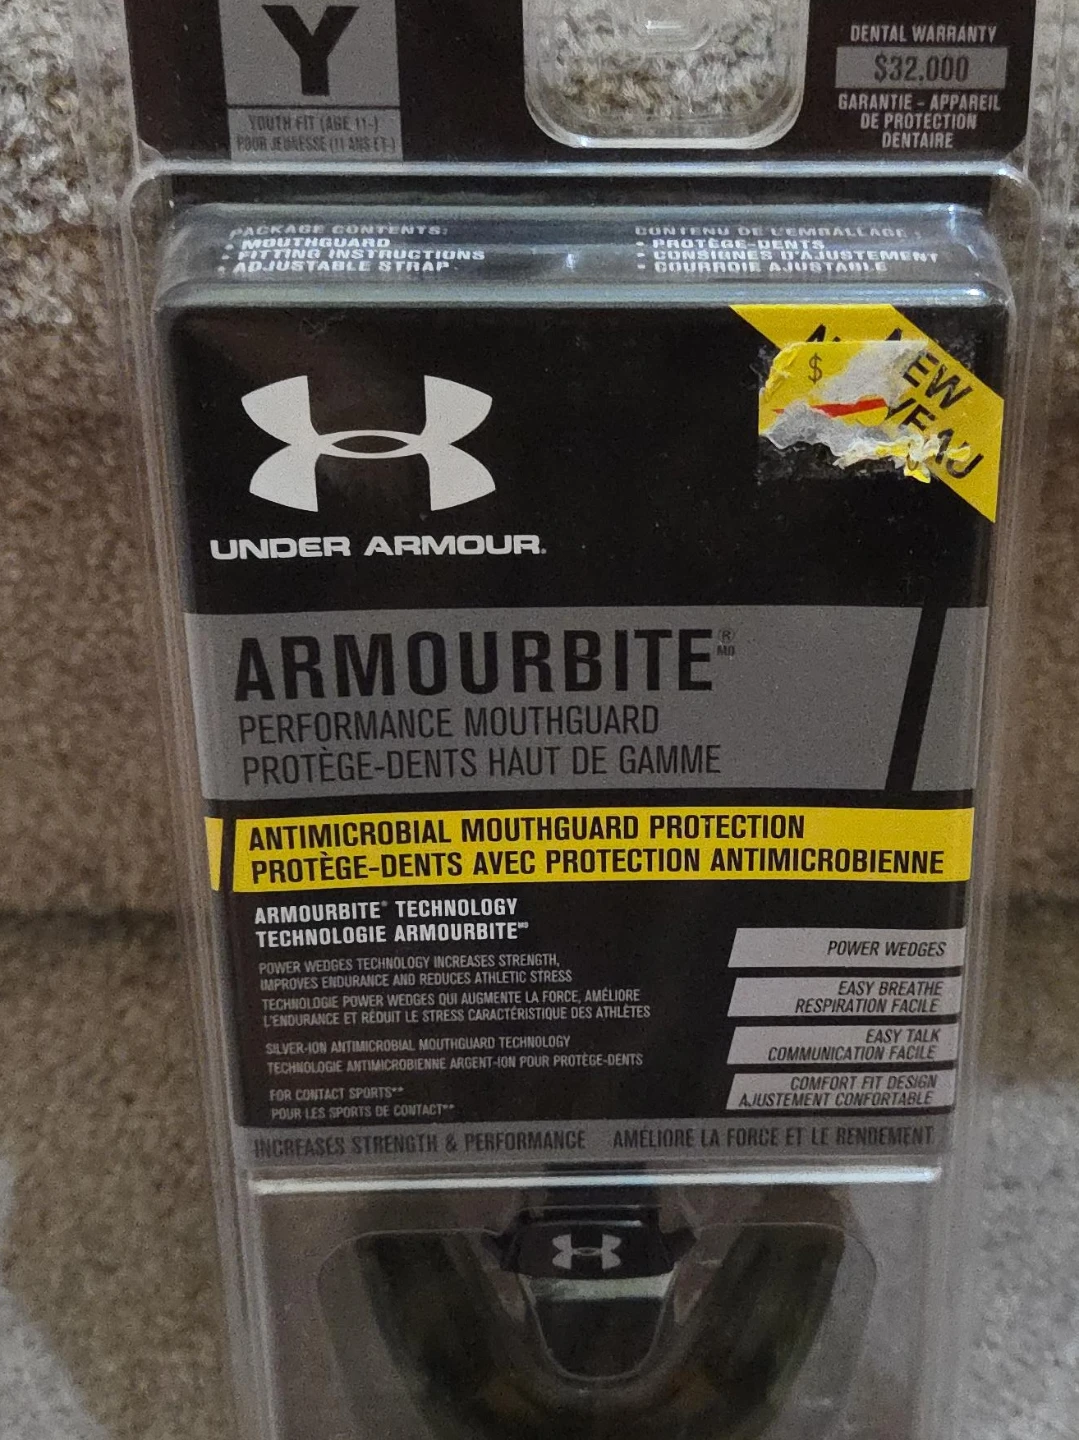 Y
YOUTH FIT (AGE 11-)
POUR JEUNESSE (11 ANS ET-)
DENTAL WARRANTY
$32.000
GARANTIE - APPAREIL
DE PROTECTION
DENTAIRE
PACKAGE CONTENTS:
• MOUTHGUARD
• FITTING INSTRUCTIONS
• ADJUSTABLE STRAP
CONTENU DE L'EMBALLAGE :
• PROTÈGE-DENTS
• CONSIGNES D'AJUSTEMENT
• COURROIE AJUSTABLE
$
UNDER ARMOUR.
ARMOURBITE® MD
PERFORMANCE MOUTHGUARD
PROTÈGE-DENTS HAUT DE GAMME
ANTIMICROBIAL MOUTHGUARD PROTECTION
PROTÈGE-DENTS AVEC PROTECTION ANTIMICROBIENNE
ARMOURBITE® TECHNOLOGY
TECHNOLOGIE ARMOURBITE MD
POWER WEDGES TECHNOLOGY INCREASES STRENGTH,
IMPROVES ENDURANCE AND REDUCES ATHLETIC STRESS
TECHNOLOGIE POWER WEDGES QUI AUGMENTE LA FORCE, AMÉLIORE
L'ENDURANCE ET RÉDUIT LE STRESS CARACTÉRISTIQUE DES ATHLÈTES
SILVER-ION ANTIMICROBIAL MOUTHGUARD TECHNOLOGY
TECHNOLOGIE ANTIMICROBIENNE ARGENT-ION POUR PROTÈGE-DENTS
FOR CONTACT SPORTS**
POUR LES SPORTS DE CONTACT**
POWER WEDGES
EASY BREATHE
RESPIRATION FACILE
EASY TALK
COMMUNICATION FACILE
COMFORT FIT DESIGN
AJUSTEMENT CONFORTABLE
INCREASES STRENGTH & PERFORMANCE AMÉLIORE LA FORCE ET LE RENDEMENT